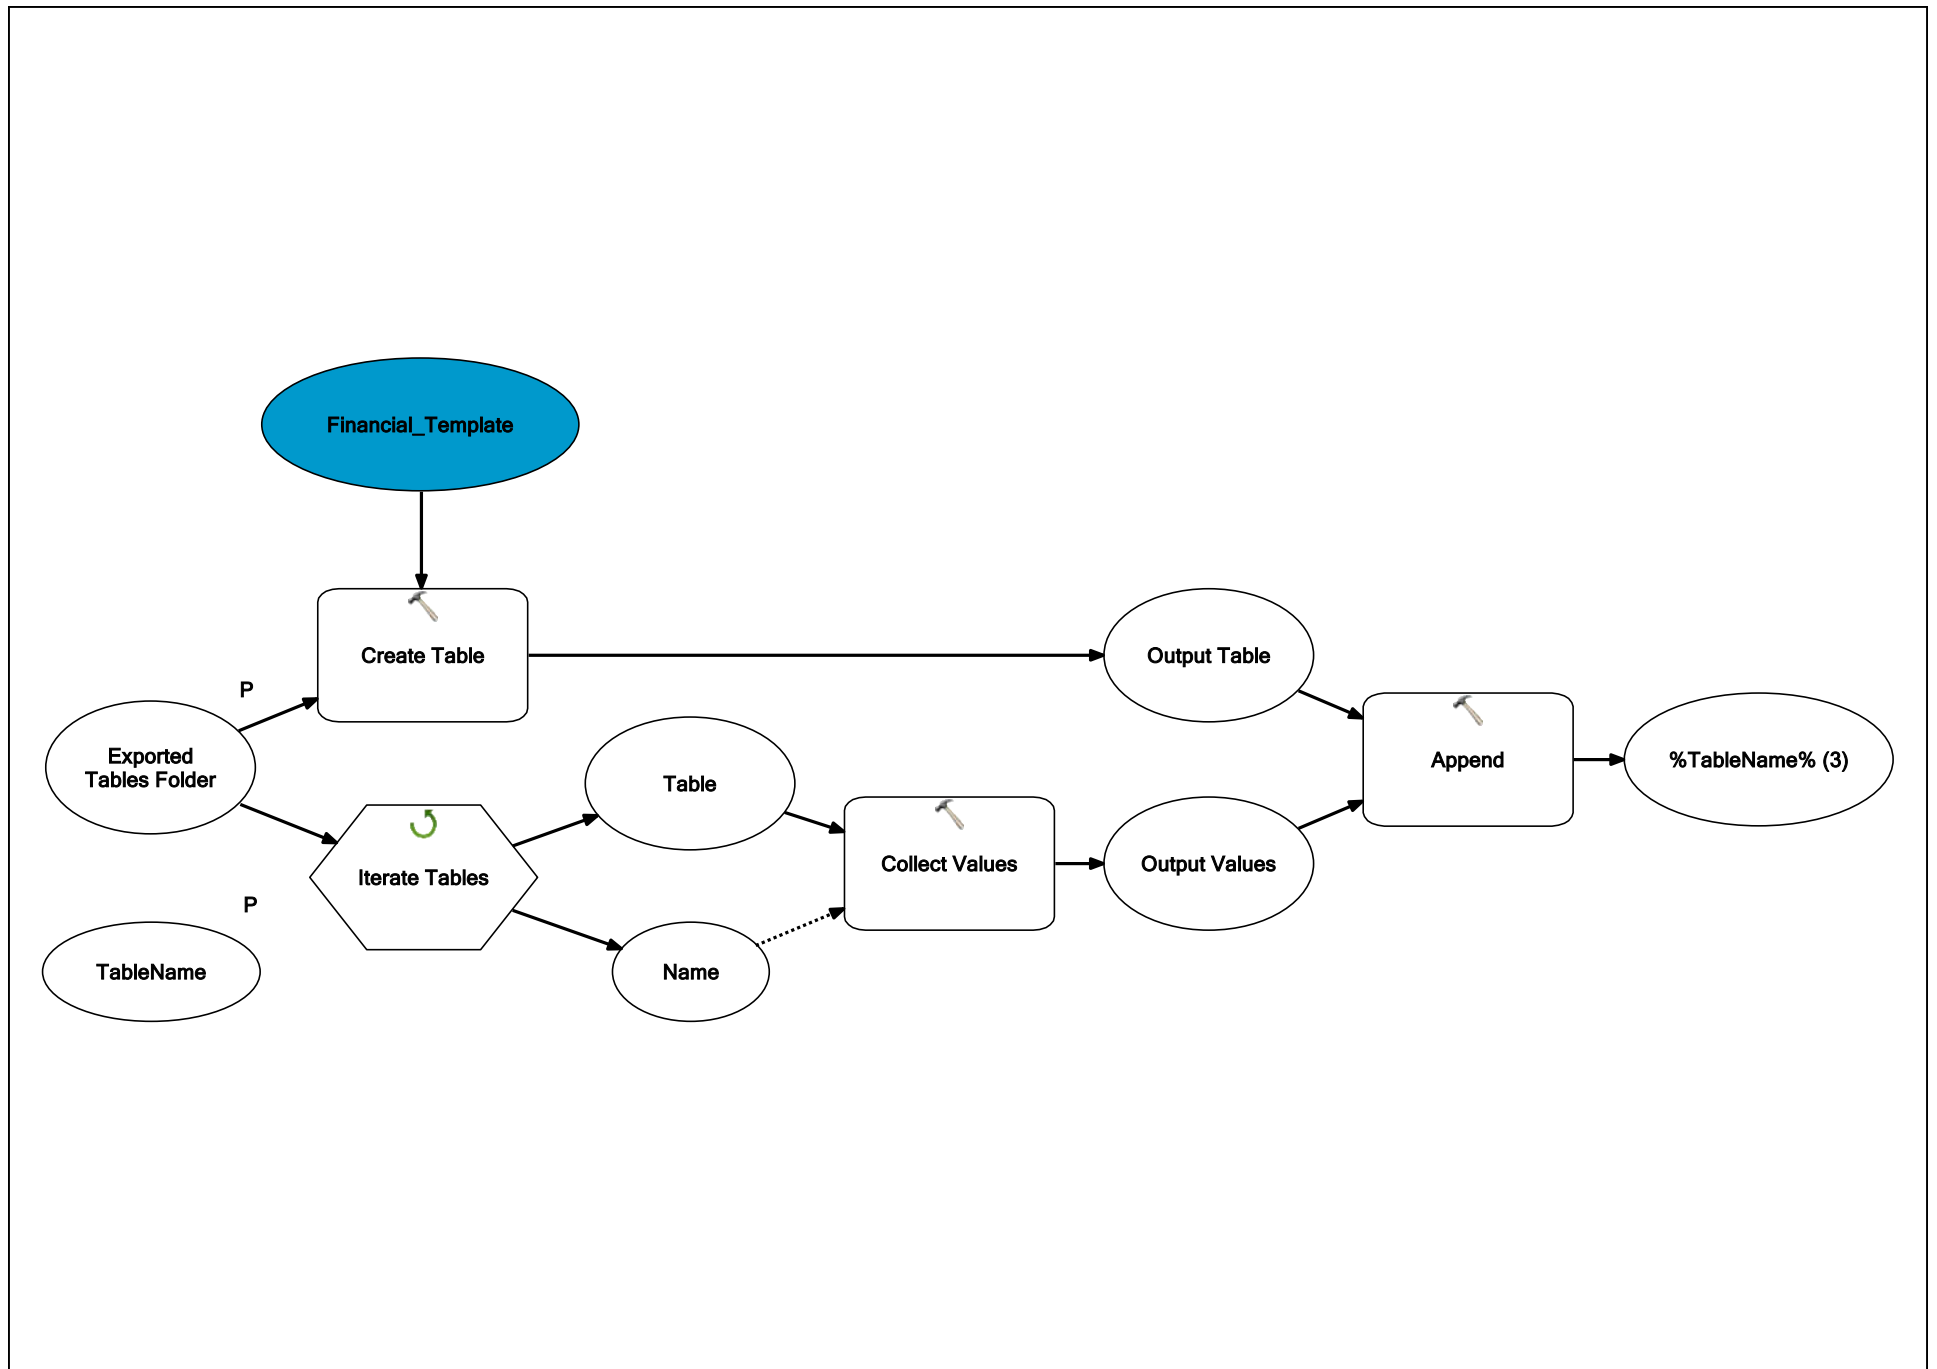 Financial_Template
Create Table
Output Table
P
Exported
Tables Folder
Table
Append
%TableName% (3)
Iterate Tables
Collect Values
Output Values
P
TableName
Name